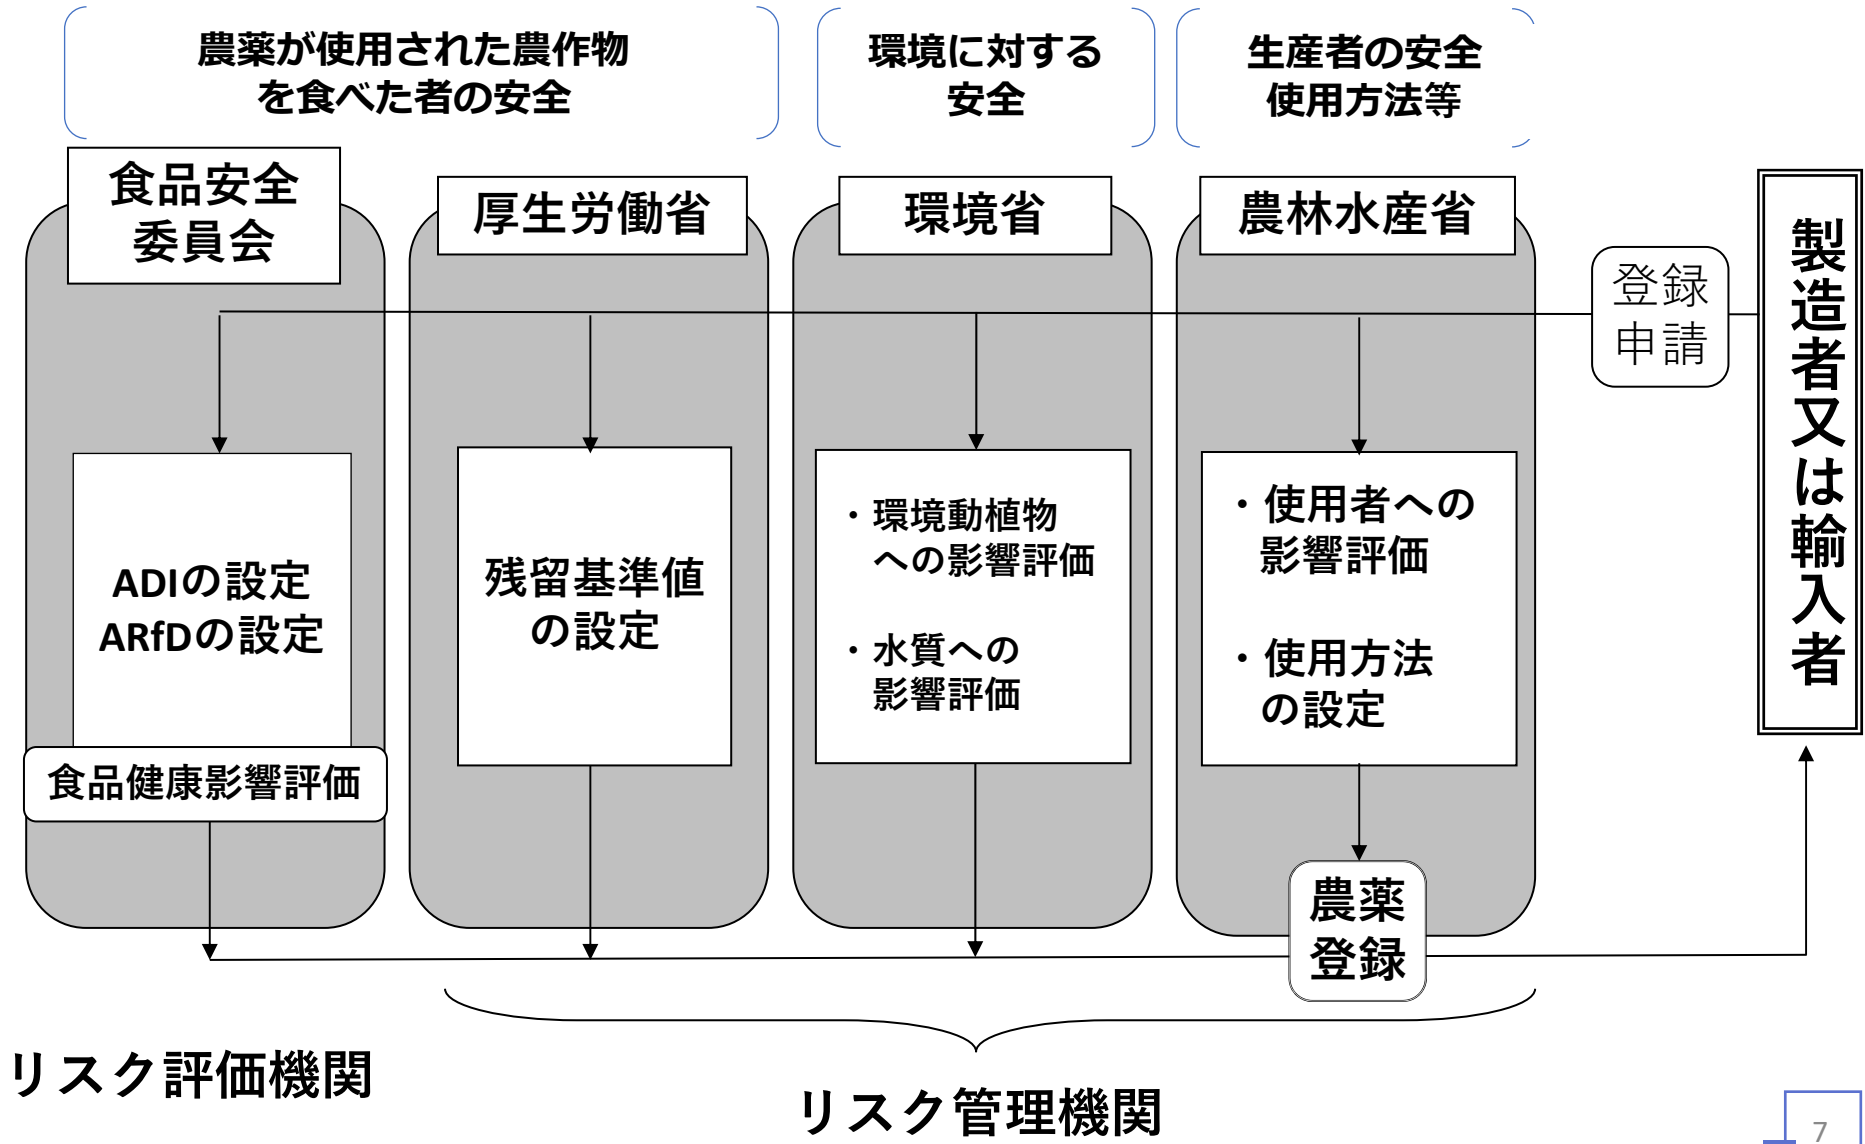 農薬が使用された農作物
を食べた者の安全
環境に対する
安全
生産者の安全
使用方法等
食品安全
委員会
厚生労働省
環境省
農林水産省
登録
申請
製造者又は輸入者
ADIの設定
ARfDの設定
残留基準値
の設定
・環境動植物
への影響評価
・水質への
影響評価
・使用者への
影響評価
・使用方法
の設定
食品健康影響評価
農薬
登録
リスク評価機関
リスク管理機関
7